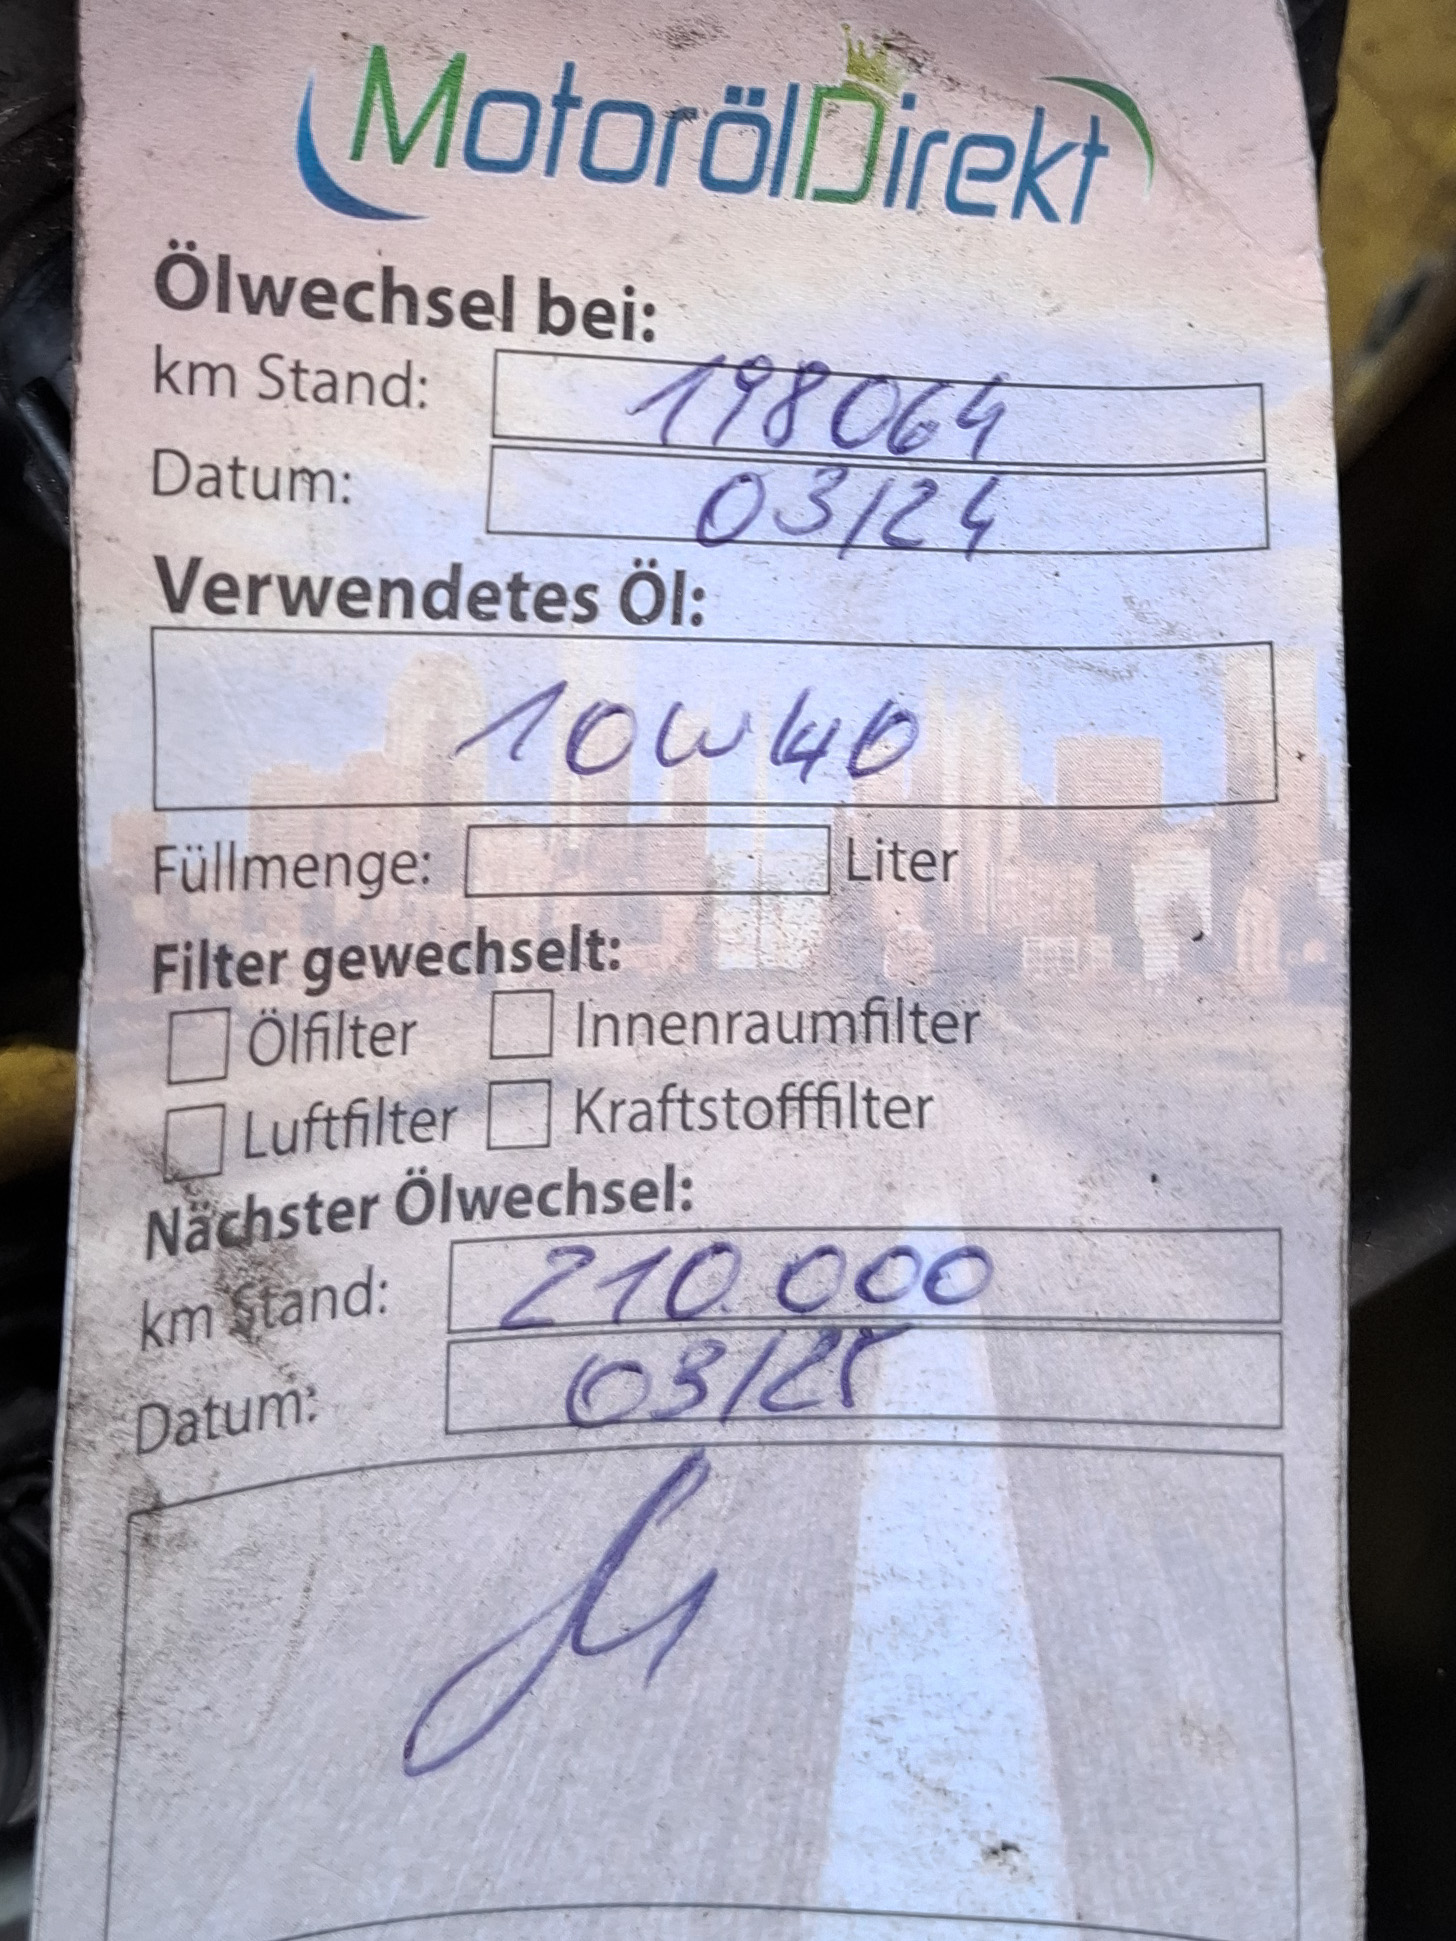 MotorölDirekt
Ölwechsel bei:
km Stand: 198064
Datum: 03/24
Verwendetes Öl:
10W40
Füllmenge: Liter
Filter gewechselt:
Ölfilter Innenraumfilter
Luftfilter Kraftstofffilter
Nächster Ölwechsel:
km Stand: 210.000
Datum: 03/25